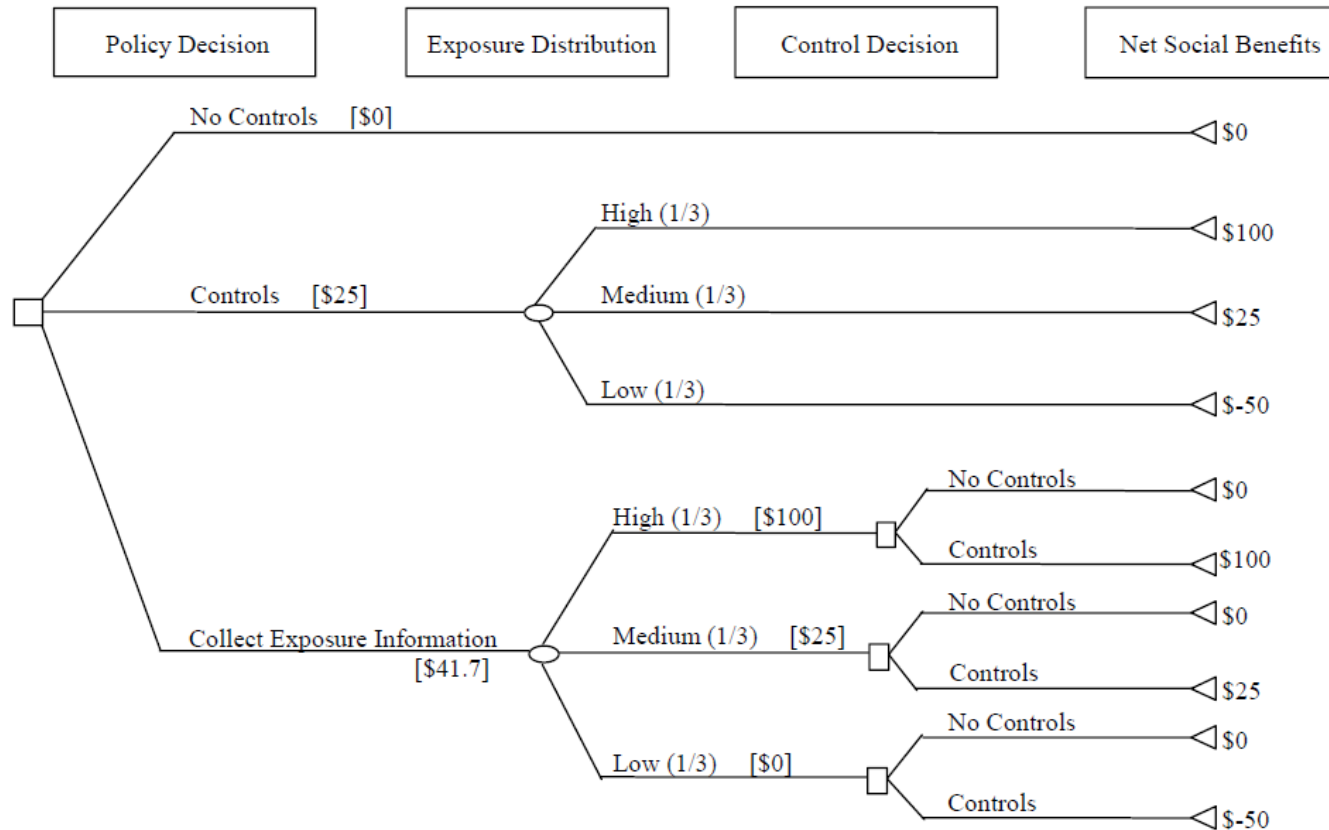 Policy Decision
Exposure Distribution
Control Decision
Net Social Benefits
No Controls [$0]
$0
High (1/3)
$100
Controls [$25]
Medium (1/3)
$25
Low (1/3)
$-50
No Controls
$0
High (1/3) [$100]
Controls
$100
No Controls
$0
Collect Exposure Information
[$41.7]
Medium (1/3) [$25]
Controls
$25
No Controls
$0
Low (1/3) [$0]
Controls
$-50